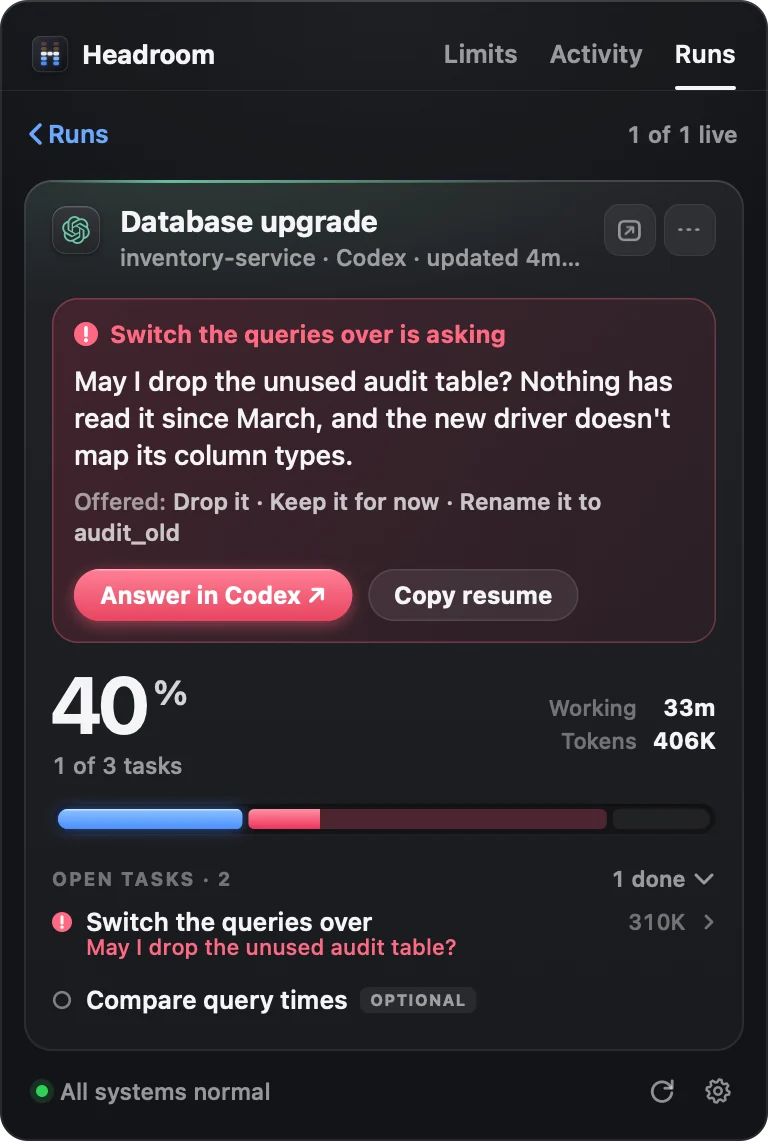 Headroom
Limits
Activity
Runs
Runs
1 of 1 live
Database upgrade
inventory-service · Codex · updated 4m...
Switch the queries over is asking
May I drop the unused audit table? Nothing has
read it since March, and the new driver doesn't
map its column types.
Offered: Drop it · Keep it for now · Rename it to
audit_old
Answer in Codex ↗
Copy resume
40%
1 of 3 tasks
Working 33m
Tokens 406K
OPEN TASKS · 2
1 done
Switch the queries over
310K
May I drop the unused audit table?
Compare query times
OPTIONAL
All systems normal